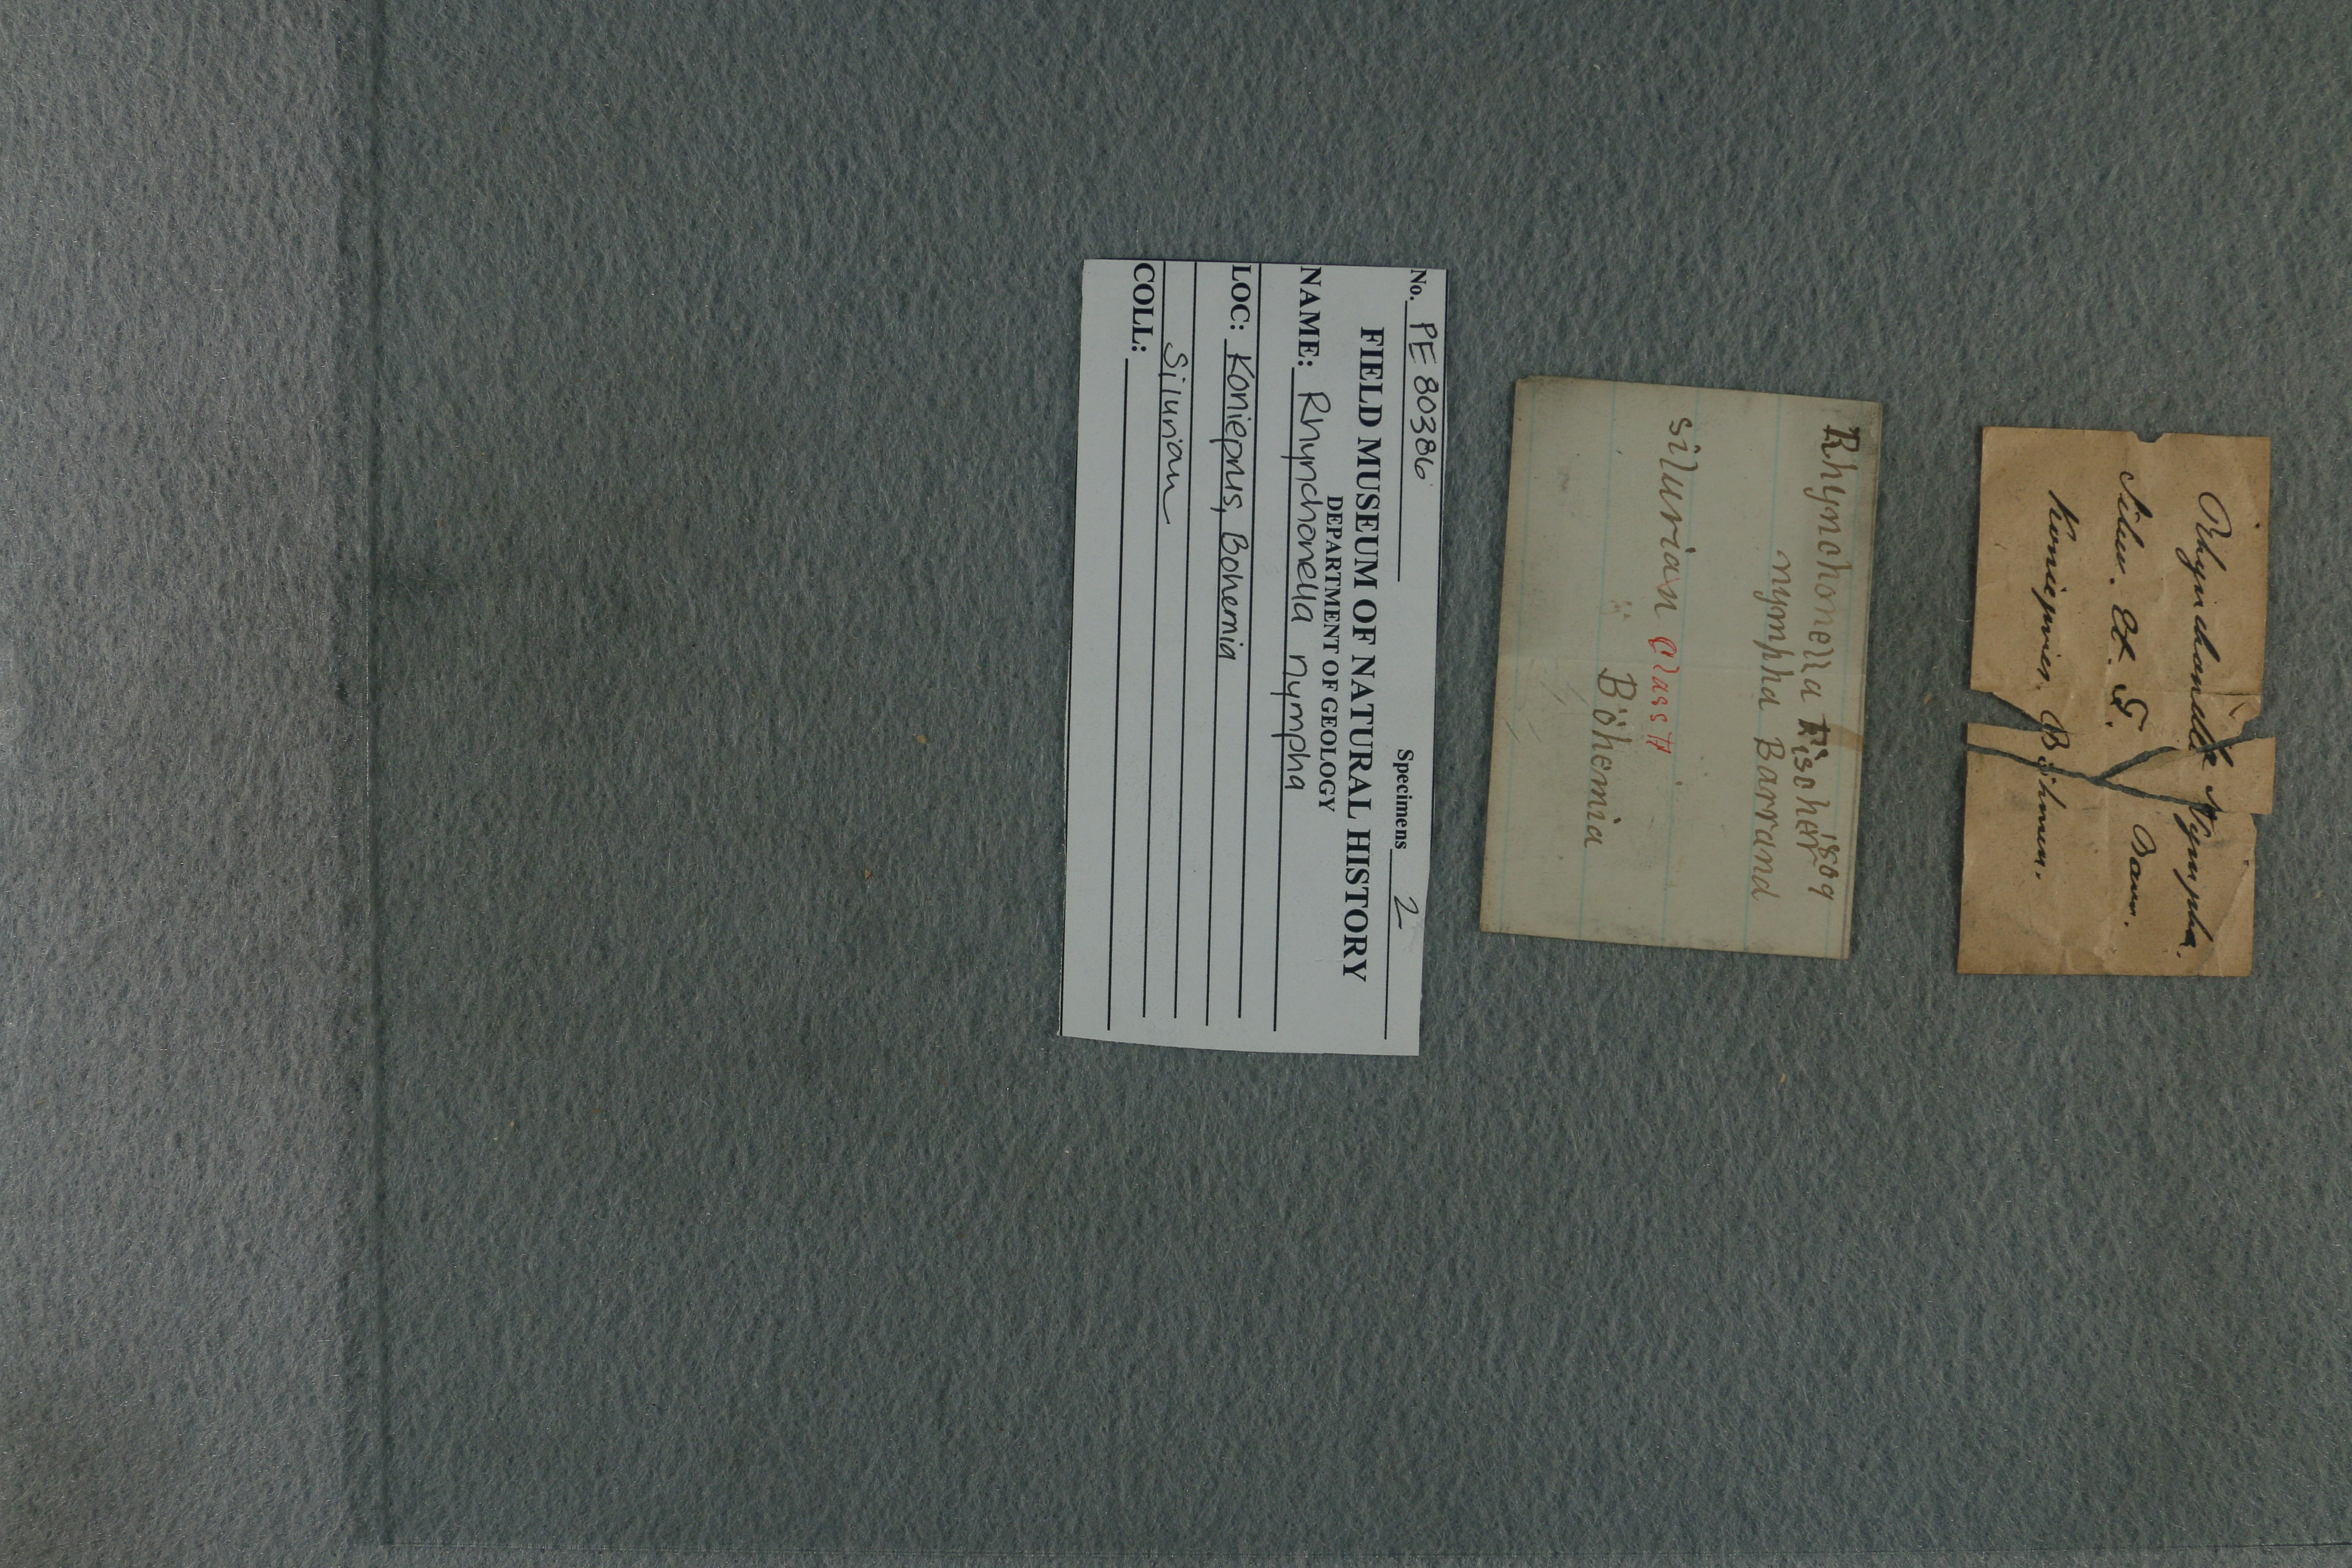 No. PE 80386 Specimens 2
FIELD MUSEUM OF NATURAL HISTORY
DEPARTMENT OF GEOLOGY
NAME: Rhynchonella nympha
LOC: Koniepnus, Bohemia
Silurian
COLL:
Rhynchonella Fischer 1809
nympha Barrand
silurian Class A
Böhemia
Rhynchonella Nympha.
Silur. Et. F. Barr.
Koniepries. Böhmen.